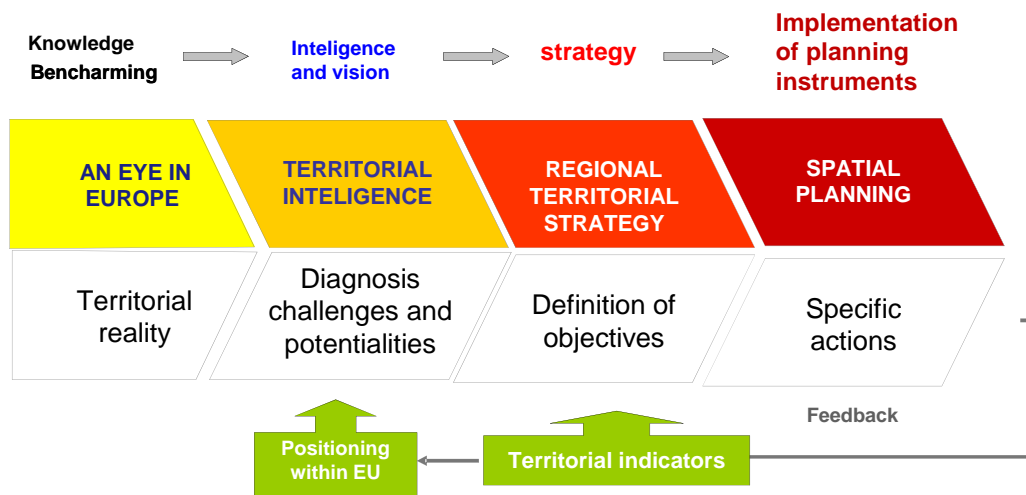 Knowledge
Bencharming
Inteligence
and vision
strategy
Implementation
of planning
instruments
AN EYE IN
EUROPE
TERRITORIAL
INTELIGENCE
REGIONAL
TERRITORIAL
STRATEGY
SPATIAL
PLANNING
Territorial
reality
Diagnosis
challenges and
potentialities
Definition of
objectives
Specific
actions
Feedback
Positioning
within EU
Territorial indicators